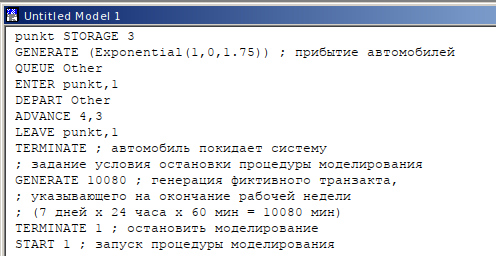 Untitled Model 1
punkt STORAGE 3
GENERATE (Exponential(1,0,1.75)) ; прибытие автомобилей
QUEUE Other
ENTER punkt,1
DEPART Other
ADVANCE 4,3
LEAVE punkt,1
TERMINATE ; автомобиль покидает систему
; задание условия остановки процедуры моделирования
GENERATE 10080 ; генерация фиктивного транзакта,
; указывающего на окончание рабочей недели
; (7 дней х 24 часа х 60 мин = 10080 мин)
TERMINATE 1 ; остановить моделирование
START 1 ; запуск процедуры моделирования